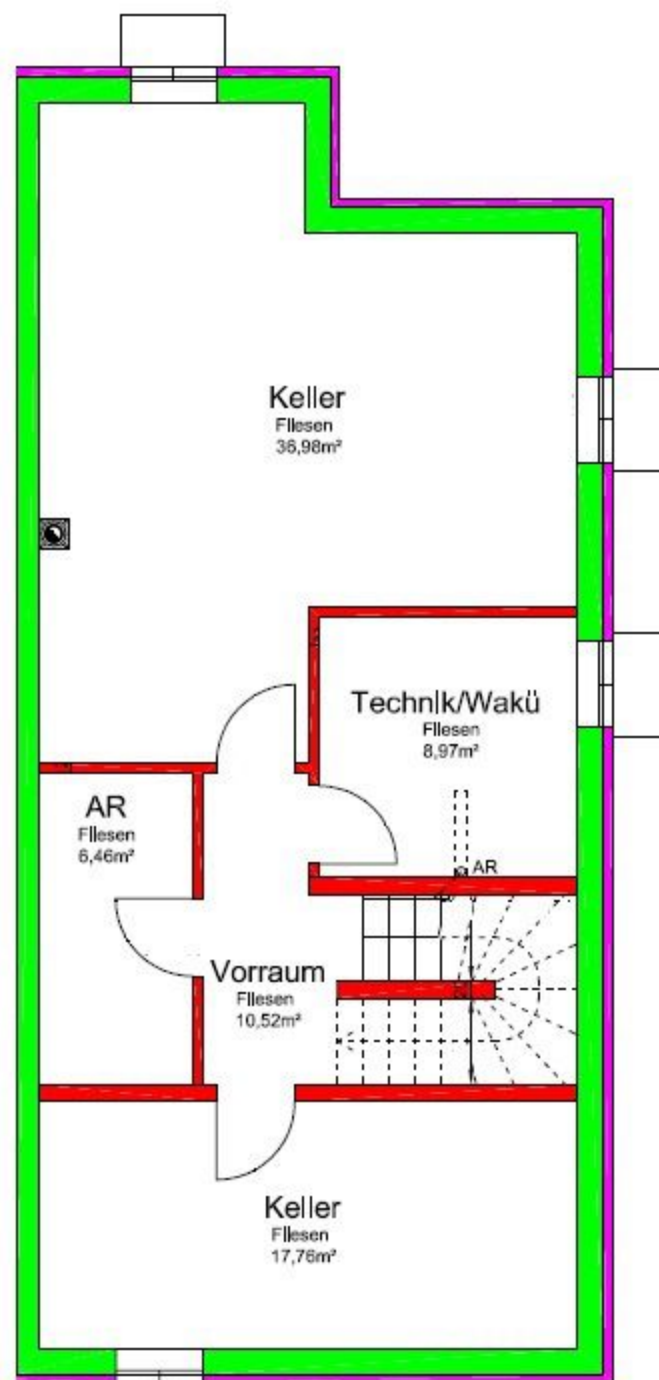 Keller
Fliesen
36,98m²
Technik/Wakü
Fliesen
8,97m²
AR
Fliesen
6,46m²
AR
Vorraum
Fliesen
10,52m²
Keller
Fliesen
17,76m²